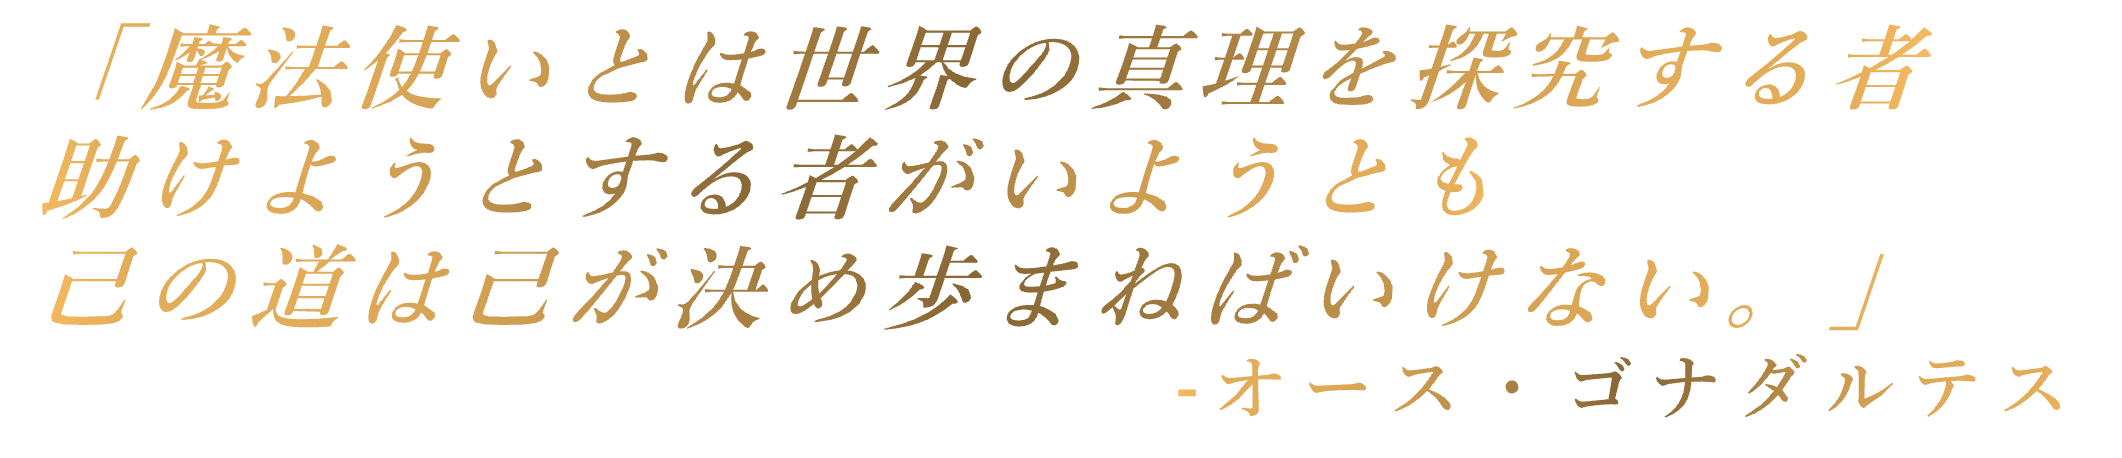 「魔法使いとは世界の真理を探究する者
助けようとする者がいようとも
己の道は己が決め歩まねばいけない。」
-オース・ゴナダルテス